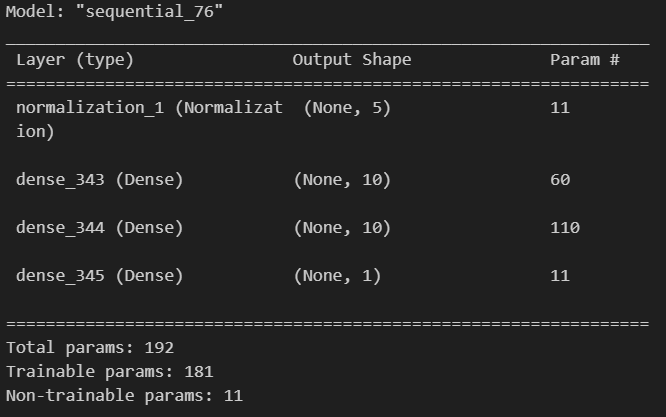 Model: "sequential_76"
_________________________________________________________________
Layer (type) Output Shape Param #
=================================================================
normalization_1 (Normalizat (None, 5) 11
ion)
dense_343 (Dense) (None, 10) 60
dense_344 (Dense) (None, 10) 110
dense_345 (Dense) (None, 1) 11
=================================================================
Total params: 192
Trainable params: 181
Non-trainable params: 11